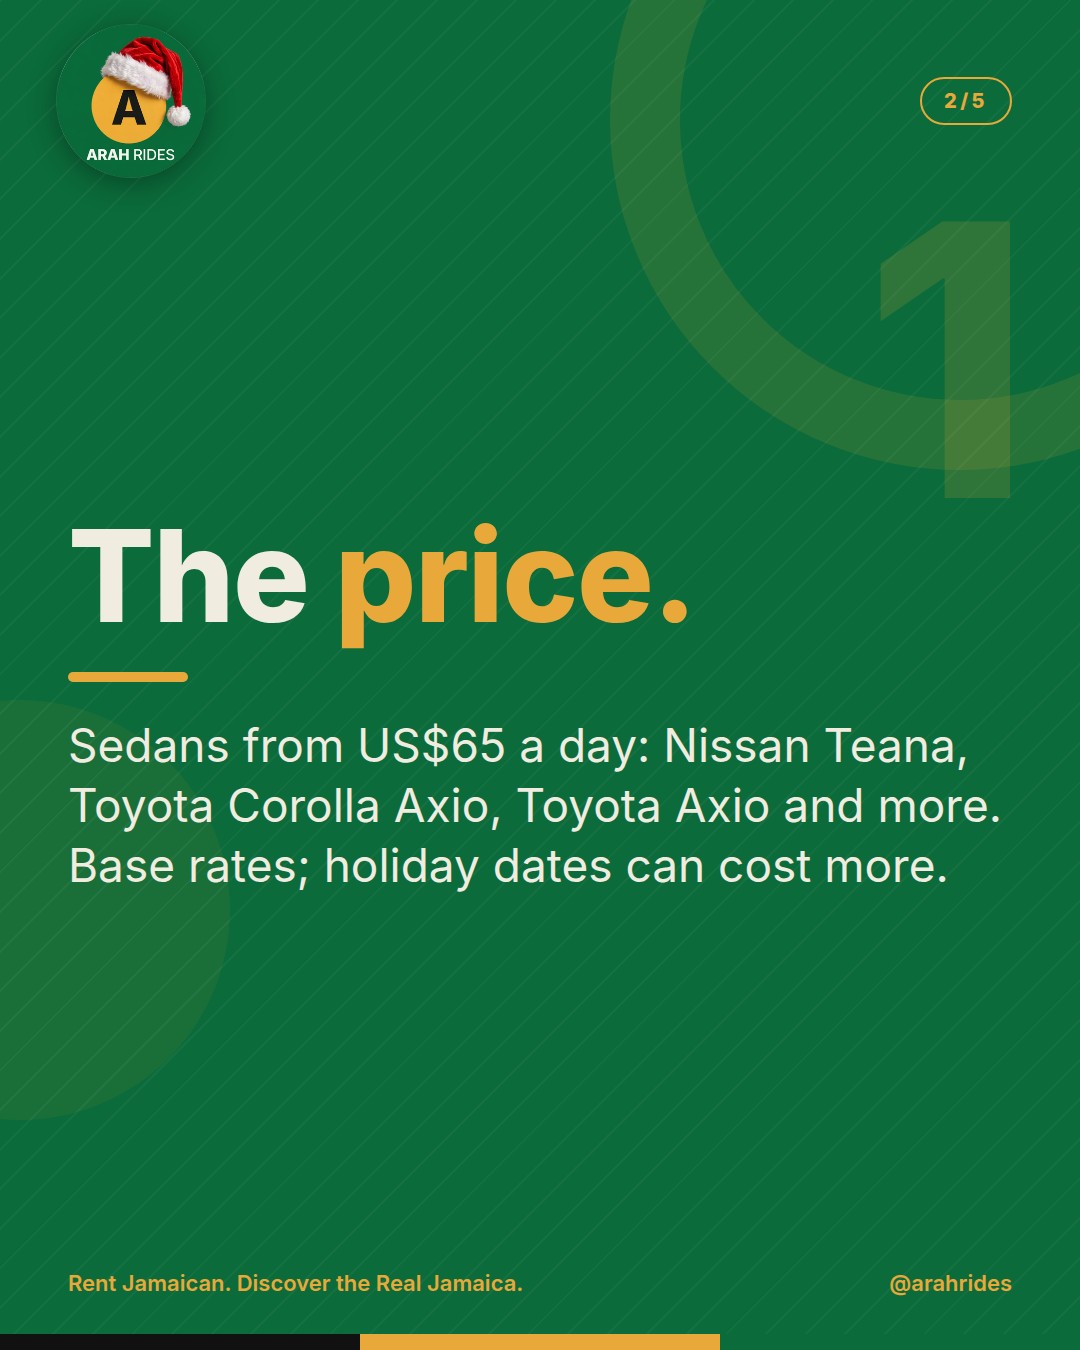 A
ARAH RIDES
2/5
1
The price.
Sedans from US$65 a day: Nissan Teana,
Toyota Corolla Axio, Toyota Axio and more.
Base rates; holiday dates can cost more.
Rent Jamaican. Discover the Real Jamaica.
@arahrides